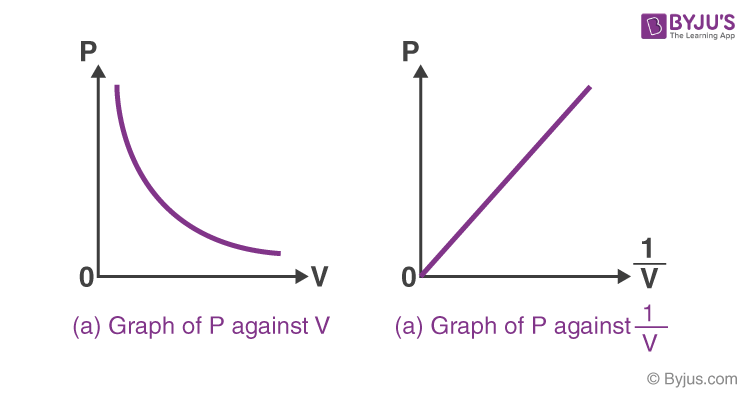 BYJU'S
The Learning App
P
0
V
(a) Graph of P against V
P
0
1
V
(a) Graph of P against 1
V
© Byjus.com